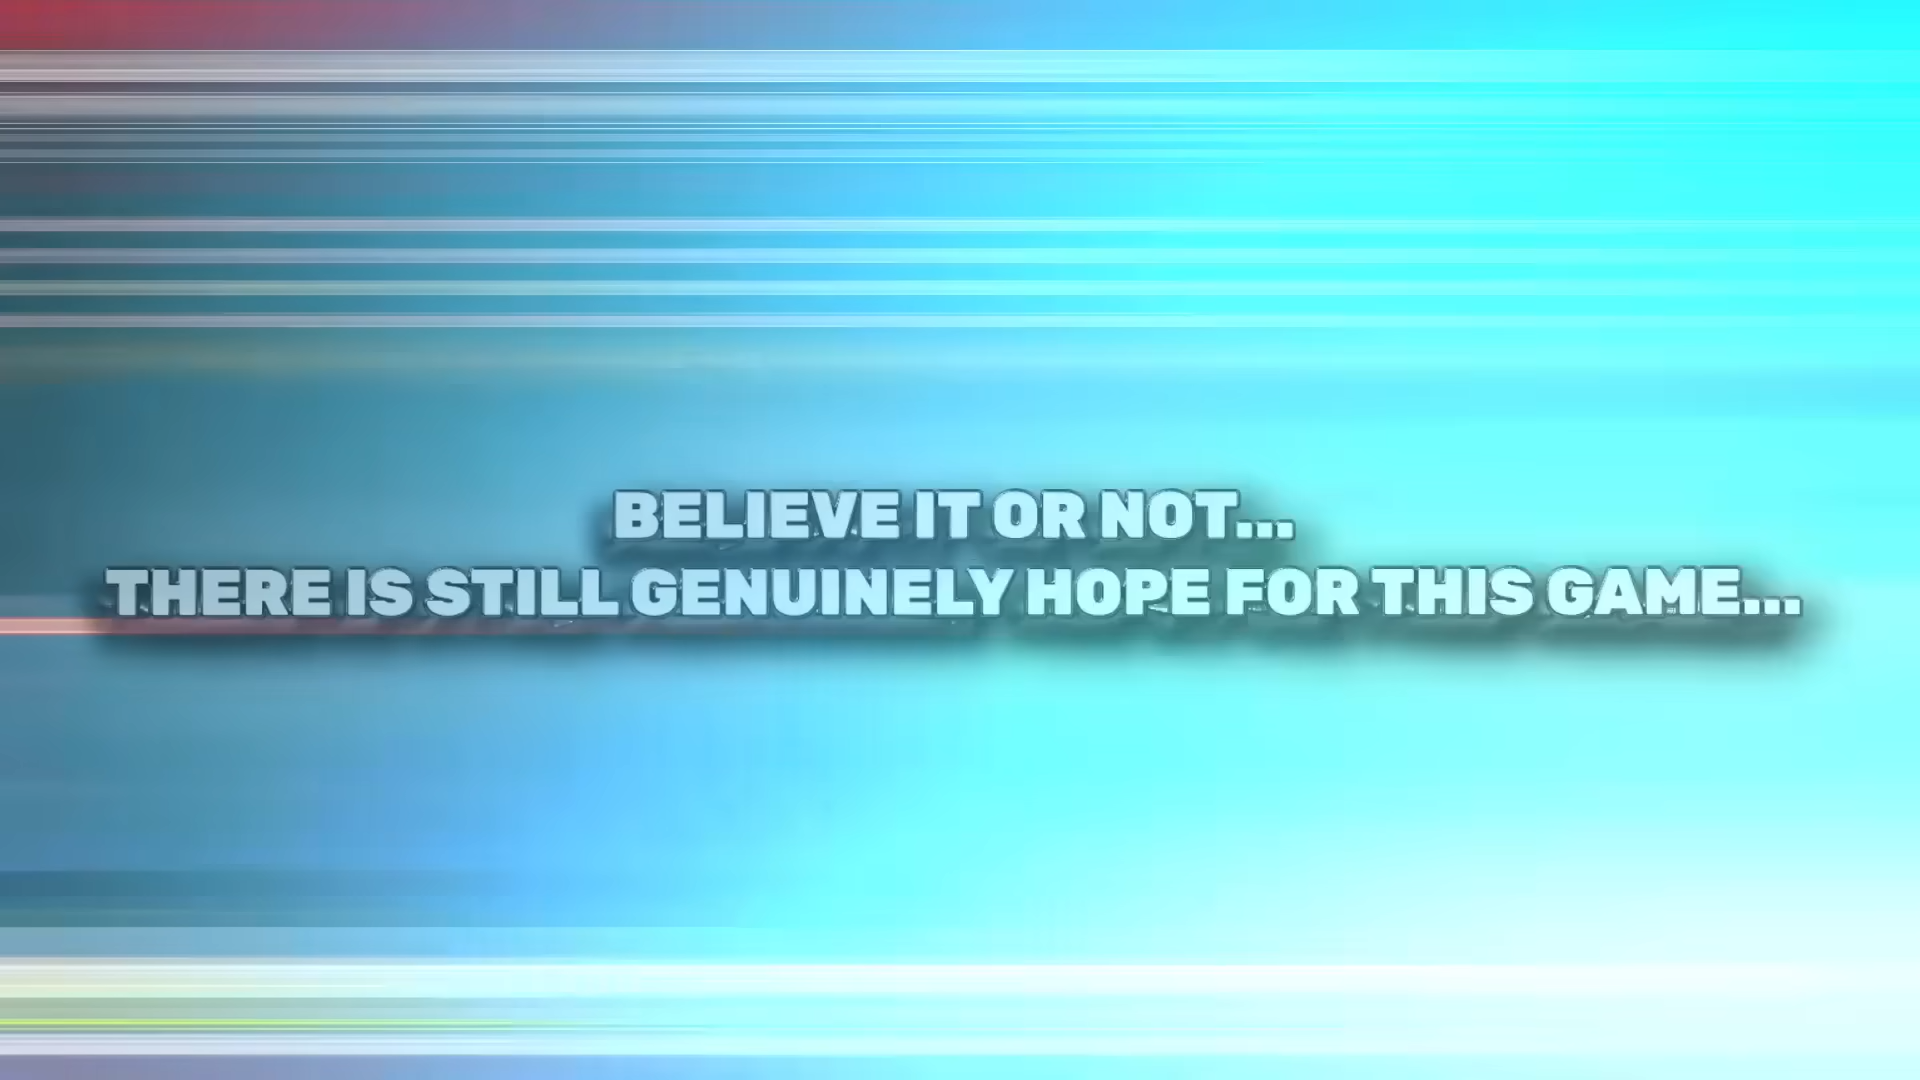 BELIEVE IT OR NOT...
THERE IS STILL GENUINELY HOPE FOR THIS GAME...